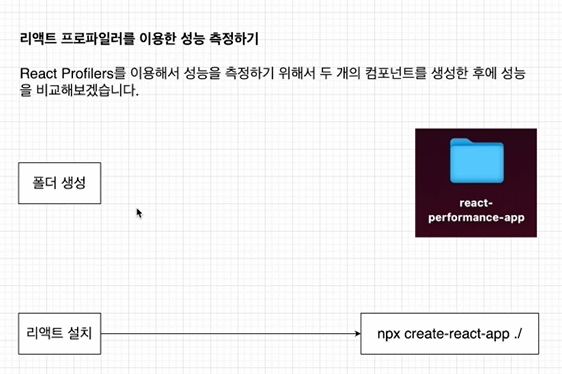 리액트 프로파일러를 이용한 성능 측정하기
React Profilers를 이용해서 성능을 측정하기 위해서 두 개의 컴포넌트를 생성한 후에 성능
을 비교해보겠습니다.
폴더 생성
react-
performance-app
리액트 설치
npx create-react-app ./